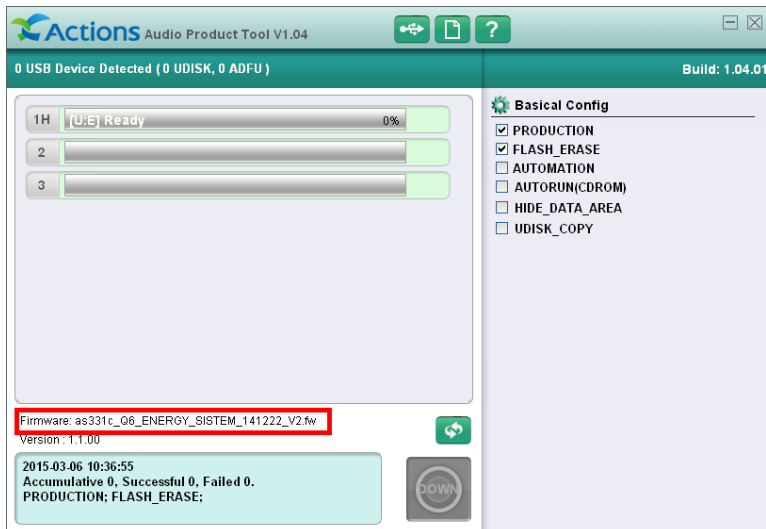 Actions Audio Product Tool V1.04
?
0 USB Device Detected ( 0 UDISK, 0 ADFU )
Build: 1.04.01
1H [U:E] Ready 0%
2
3
Basical Config
PRODUCTION
FLASH_ERASE
AUTOMATION
AUTORUN(CDROM)
HIDE_DATA_AREA
UDISK_COPY
Firmware: as331c_Q6_ENERGY_SISTEM_141222_V2.fw
Version : 1.1.00
2015-03-06 10:36:55
Accumulative 0, Successful 0, Failed 0.
PRODUCTION; FLASH_ERASE;
DOWN